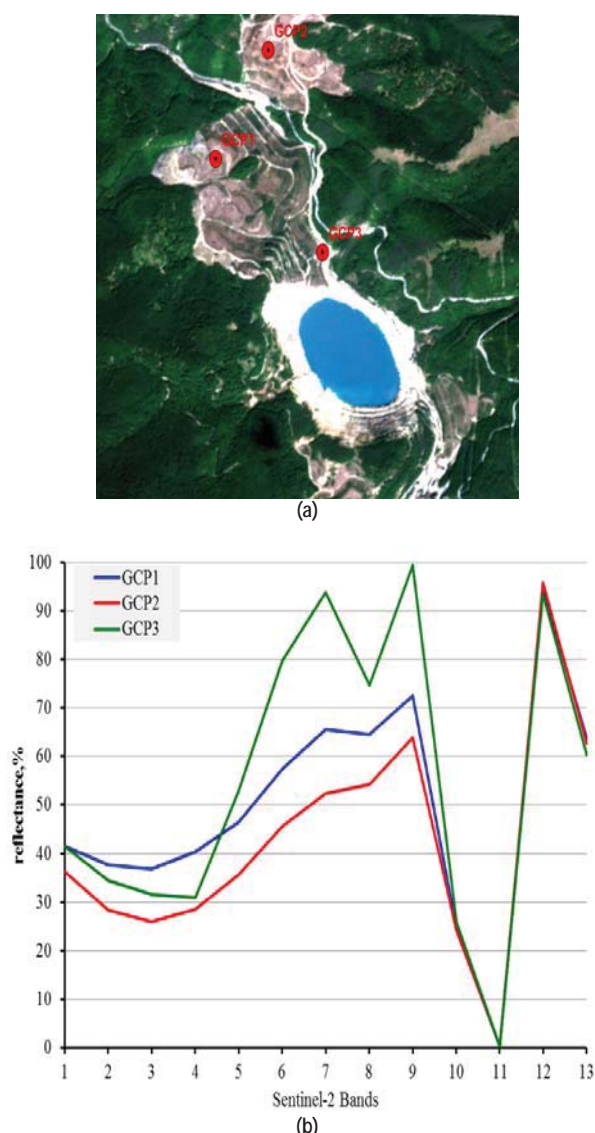 GCP2
GCP1
GCP3
(a)
100
90
80
70
60
50
40
30
20
10
0
GCP1
GCP2
GCP3
reflectance,%
1 2 3 4 5 6 7 8 9 10 11 12 13
Sentinel-2 Bands
(b)